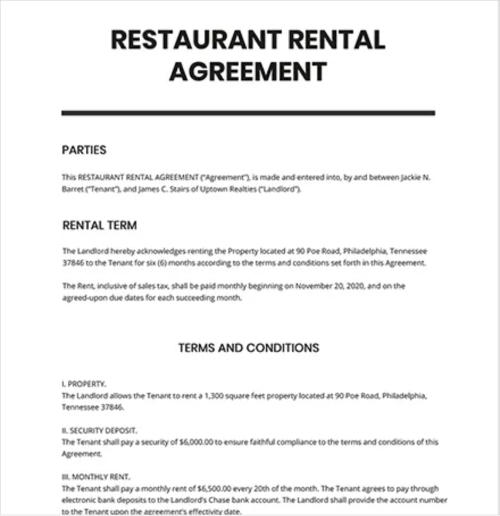 RESTAURANT RENTAL
AGREEMENT
PARTIES
This RESTAURANT RENTAL AGREEMENT ("Agreement"), is made and entered into, by and between Jackie N.
Barret ("Tenant"), and James C. Stairs of Uptown Realties ("Landlord").
RENTAL TERM
The Landlord hereby acknowledges renting the Property located at 90 Poe Road, Philadelphia, Tennessee
37846 to the Tenant for six (6) months according to the terms and conditions set forth in this Agreement.
The Rent, inclusive of sales tax, shall be paid monthly beginning on November 20, 2020, and on the
agreed-upon due dates for each succeeding month.
TERMS AND CONDITIONS
I. PROPERTY.
The Landlord allows the Tenant to rent a 1,300 square feet property located at 90 Poe Road, Philadelphia,
Tennessee 37846.
II. SECURITY DEPOSIT.
The Tenant shall pay a security of $6,000.00 to ensure faithful compliance to the terms and conditions of this
Agreement.
III. MONTHLY RENT.
The Tenant shall pay a monthly rent of $6,500.00 every 20th of the month. The Tenant agrees to pay through
electronic bank deposits to the Landlord's Chase bank account. The Landlord shall provide the account number
to the Tenant upon the agreement's effectivity date.